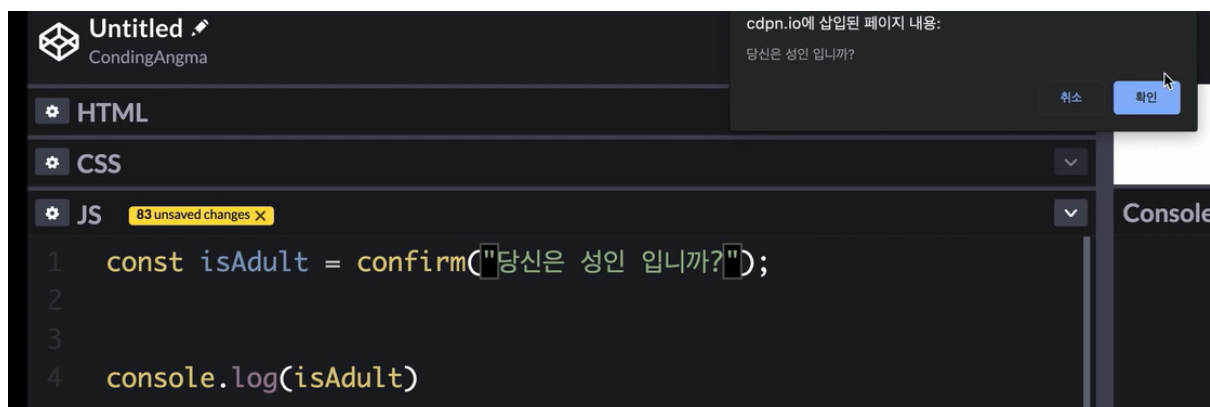 Untitled
CondingAngma
cdpn.io에 삽입된 페이지 내용:
당신은 성인 입니까?
취소
확인
HTML
CSS
JS
83 unsaved changes X
Console
1 const isAdult = confirm("당신은 성인 입니까?");
2
3
4 console.log(isAdult)